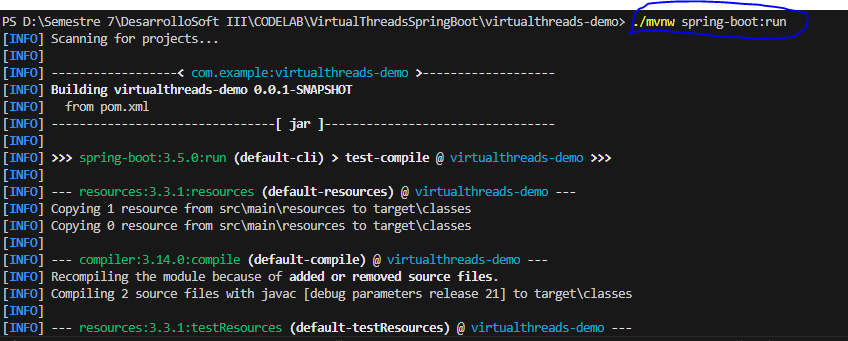 PS D:\Semestre 7\DesarrolloSoft III\CODELAB\VirtualThreadsSpringBoot\virtualthreads-demo> ./mvnw spring-boot:run
[INFO] Scanning for projects...
[INFO]
[INFO] ------------------< com.example:virtualthreads-demo >-------------------
[INFO] Building virtualthreads-demo 0.0.1-SNAPSHOT
[INFO]   from pom.xml
[INFO] --------------------------------[ jar ]---------------------------------
[INFO]
[INFO] >>> spring-boot:3.5.0:run (default-cli) > test-compile @ virtualthreads-demo >>>
[INFO]
[INFO] --- resources:3.3.1:resources (default-resources) @ virtualthreads-demo ---
[INFO] Copying 1 resource from src\main\resources to target\classes
[INFO] Copying 0 resource from src\main\resources to target\classes
[INFO]
[INFO] --- compiler:3.14.0:compile (default-compile) @ virtualthreads-demo ---
[INFO] Recompiling the module because of added or removed source files.
[INFO] Compiling 2 source files with javac [debug parameters release 21] to target\classes
[INFO]
[INFO] --- resources:3.3.1:testResources (default-testResources) @ virtualthreads-demo ---